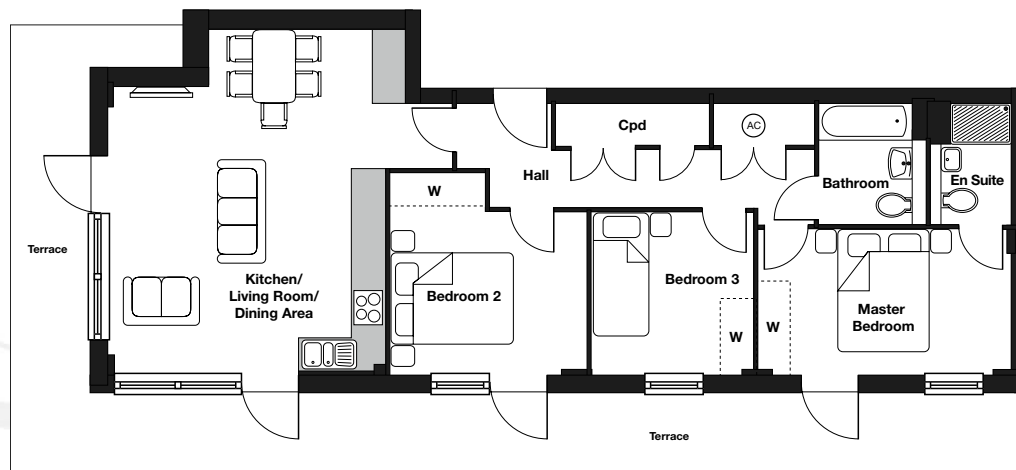 Cpd
AC
Hall
W
Bathroom
En Suite
Terrace
Kitchen/
Living Room/
Dining Area
Bedroom 2
Bedroom 3
W
W
Master
Bedroom
Terrace